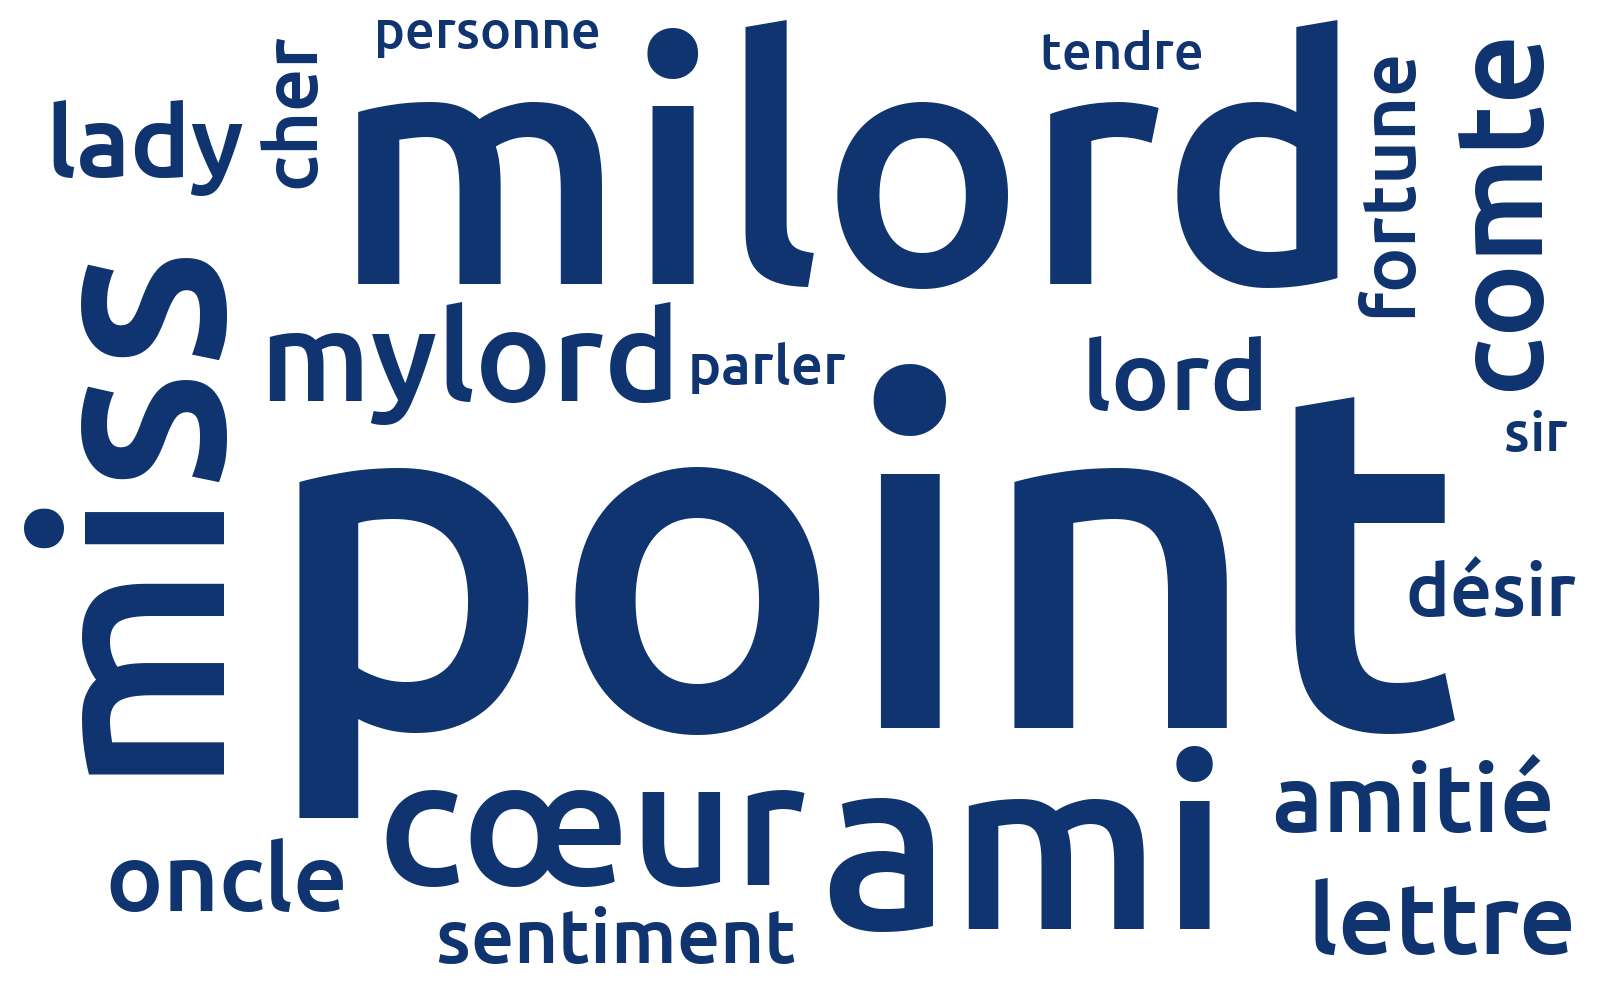 personne
tendre
cher
lady
milord
fortune
comte
miss
mylord
parler
lord
sir
point
désir
cœur
ami
amitié
oncle
sentiment
lettre